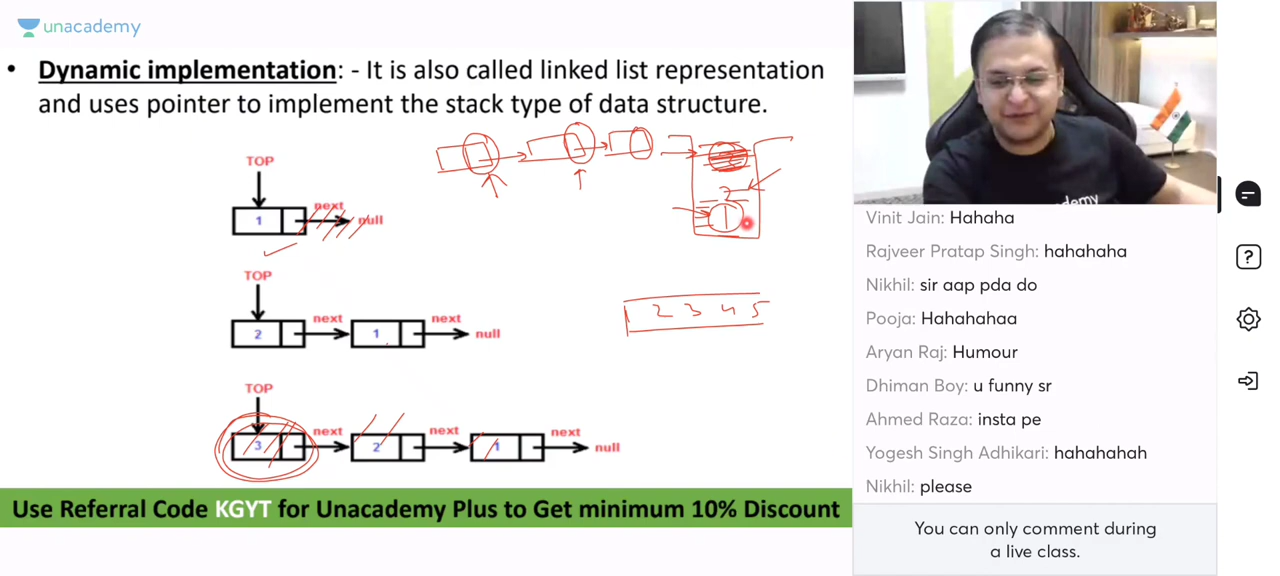 unacademy
• Dynamic implementation: - It is also called linked list representation
and uses pointer to implement the stack type of data structure.
TOP
1
next
null
2
1
TOP
2
next
1
next
null
2 3 4 5
TOP
3
next
2
next
1
next
null
Use Referral Code KGYT for Unacademy Plus to Get minimum 10% Discount
Vinit Jain: Hahaha
Rajveer Pratap Singh: hahahaha
Nikhil: sir aap pda do
Pooja: Hahahahaa
Aryan Raj: Humour
Dhiman Boy: u funny sr
Ahmed Raza: insta pe
Yogesh Singh Adhikari: hahahahah
Nikhil: please
You can only comment during
a live class.